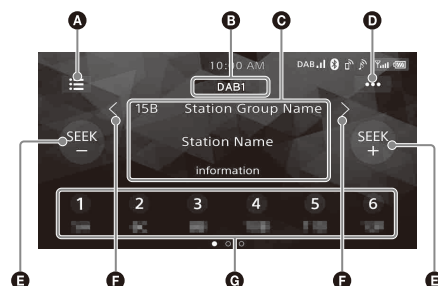 A B C D
10:00 AM DAB
DAB1
15B Station Group Name
SEEK − Station Name SEEK +
information
E F F E
1 2 3 4 5 6
E F G F E